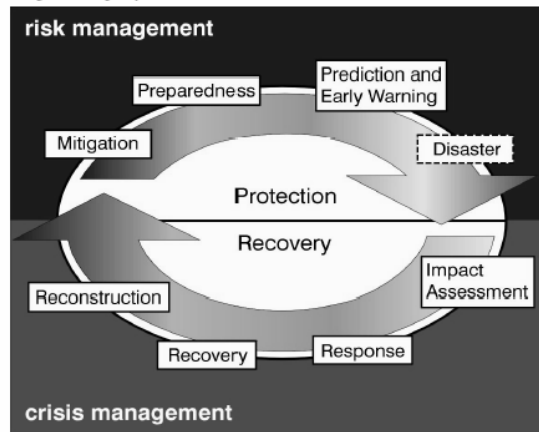 risk management
Preparedness
Prediction and
Early Warning
Mitigation
Disaster
Protection
Recovery
Impact
Assessment
Reconstruction
Recovery
Response
crisis management